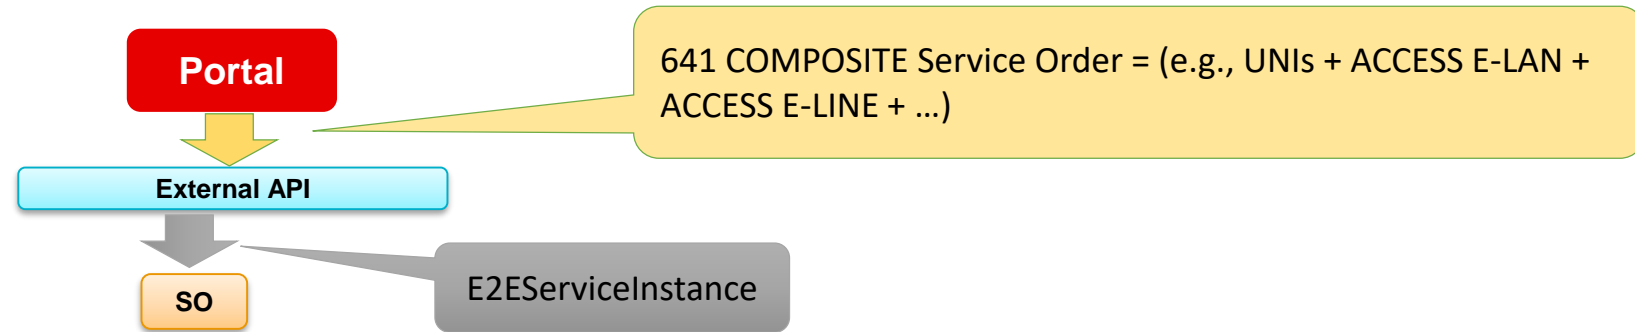 Portal
641 COMPOSITE Service Order = (e.g., UNIs + ACCESS E-LAN +
ACCESS E-LINE + …)
External API
E2EServiceInstance
SO